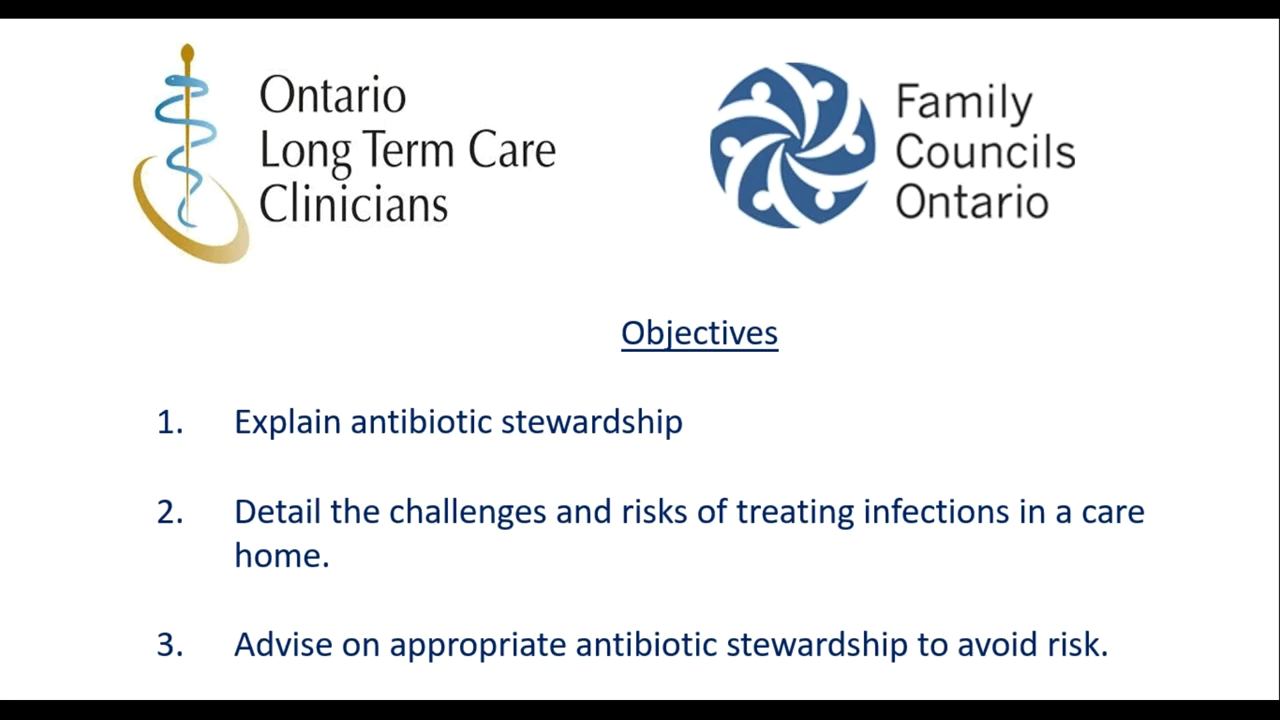 Ontario
Long Term Care
Clinicians
Family
Councils
Ontario
Objectives
1. Explain antibiotic stewardship
2. Detail the challenges and risks of treating infections in a care
home.
3. Advise on appropriate antibiotic stewardship to avoid risk.